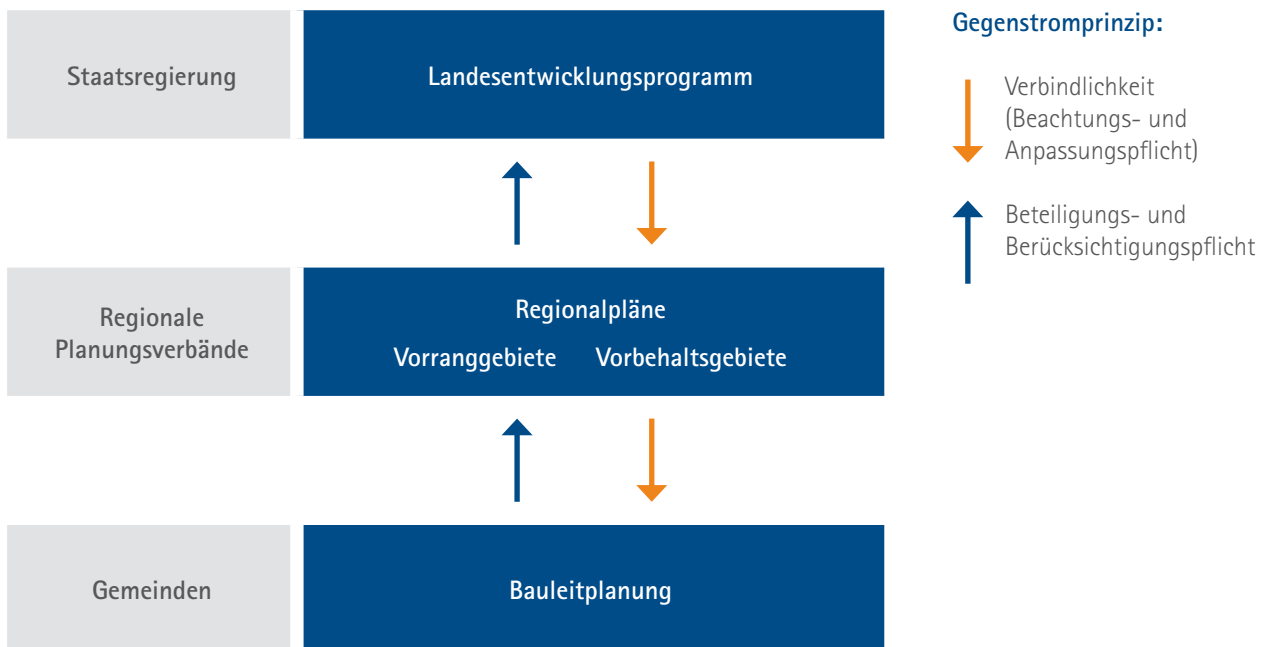 Staatsregierung
Landesentwicklungsprogramm
Regionale
Planungsverbände
Regionalpläne
Vorranggebiete Vorbehaltsgebiete
Gemeinden
Bauleitplanung
Gegenstromprinzip:
Verbindlichkeit
(Beachtungs- und
Anpassungspflicht)
Beteiligungs- und
Berücksichtigungspflicht